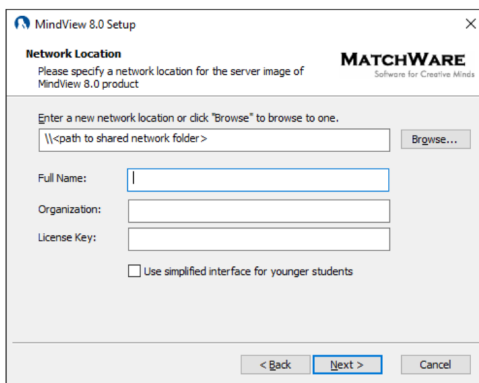 MindView 8.0 Setup
Network Location
Please specify a network location for the server image of
MindView 8.0 product
MATCHWARE
Software for Creative Minds
Enter a new network location or click "Browse" to browse to one.
\\<path to shared network folder>
Browse...
Full Name:
Organization:
License Key:
Use simplified interface for younger students
< Back
Next >
Cancel